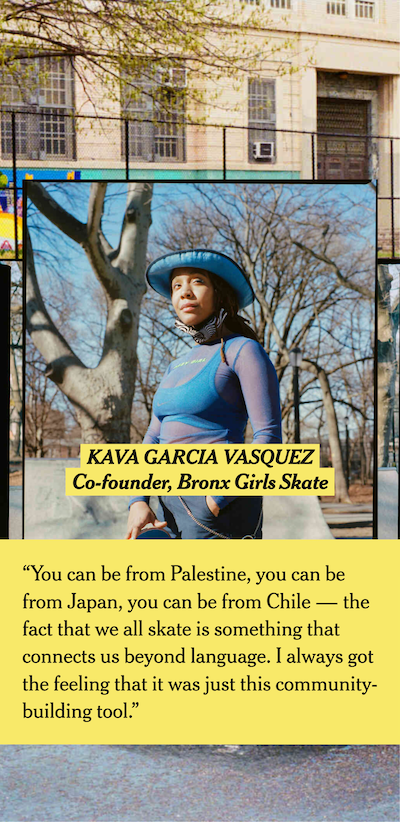 KAVA GARCIA VASQUEZ
Co-founder, Bronx Girls Skate
“You can be from Palestine, you can be
from Japan, you can be from Chile — the
fact that we all skate is something that
connects us beyond language. I always got
the feeling that it was just this community-
building tool.”